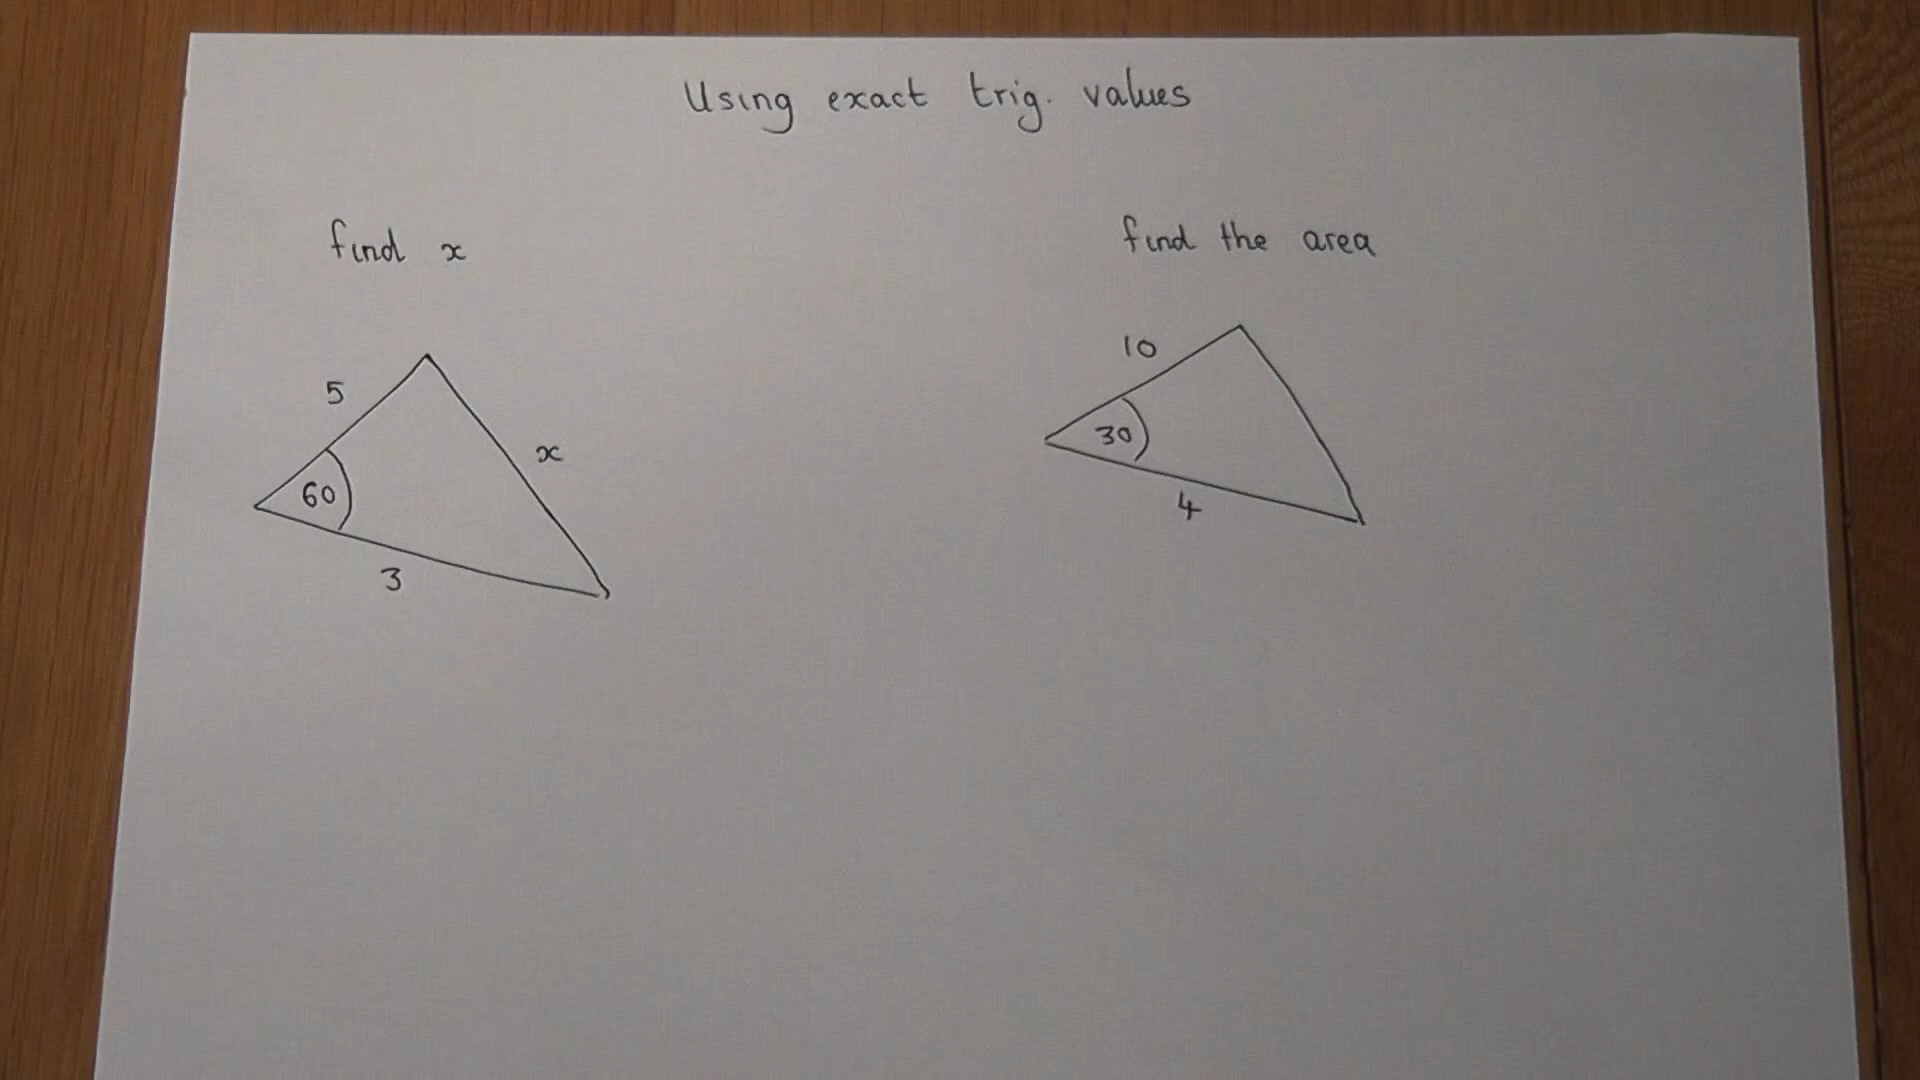 Using exact trig. values
find x
5
x
60
3
find the area
10
30
4